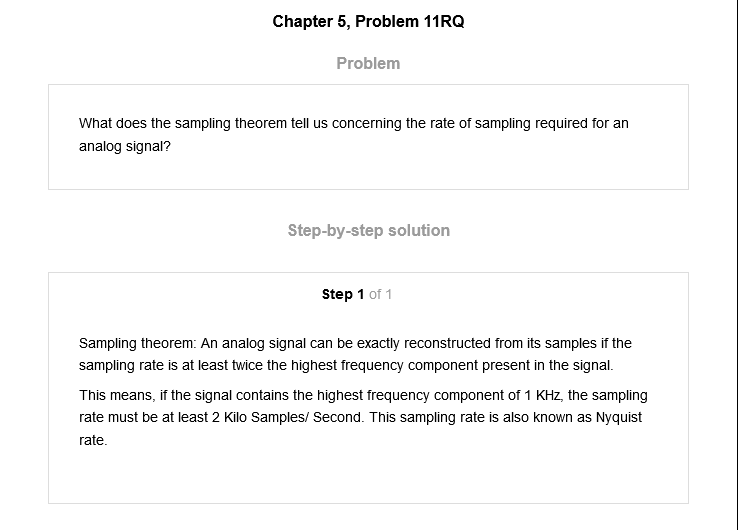 Chapter 5, Problem 11RQ
Problem
What does the sampling theorem tell us concerning the rate of sampling required for an
analog signal?
Step-by-step solution
Step 1 of 1
Sampling theorem: An analog signal can be exactly reconstructed from its samples if the
sampling rate is at least twice the highest frequency component present in the signal.
This means, if the signal contains the highest frequency component of 1 KHz, the sampling
rate must be at least 2 Kilo Samples/ Second. This sampling rate is also known as Nyquist
rate.